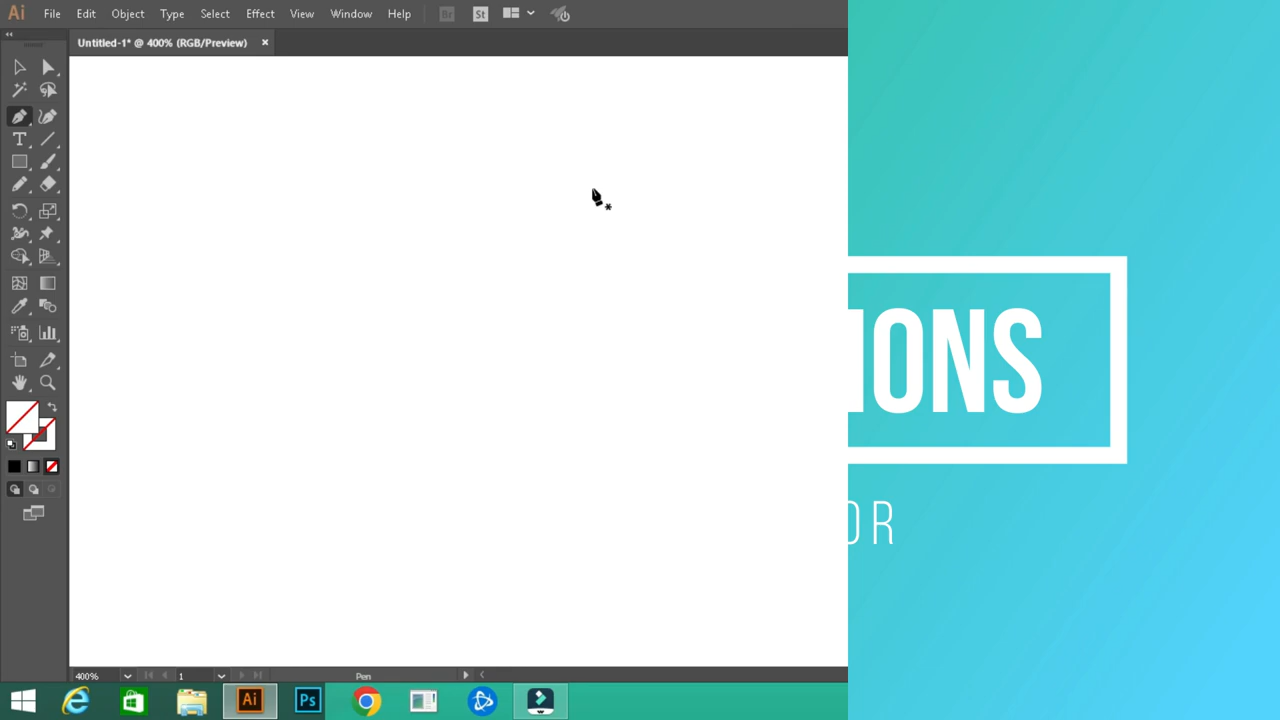 Ai File Edit Object Type Select Effect View Window Help Br St
Untitled-1* @ 400% (RGB/Preview) ×
T
IONS
OR
400% 1 Pen
Ai Ps